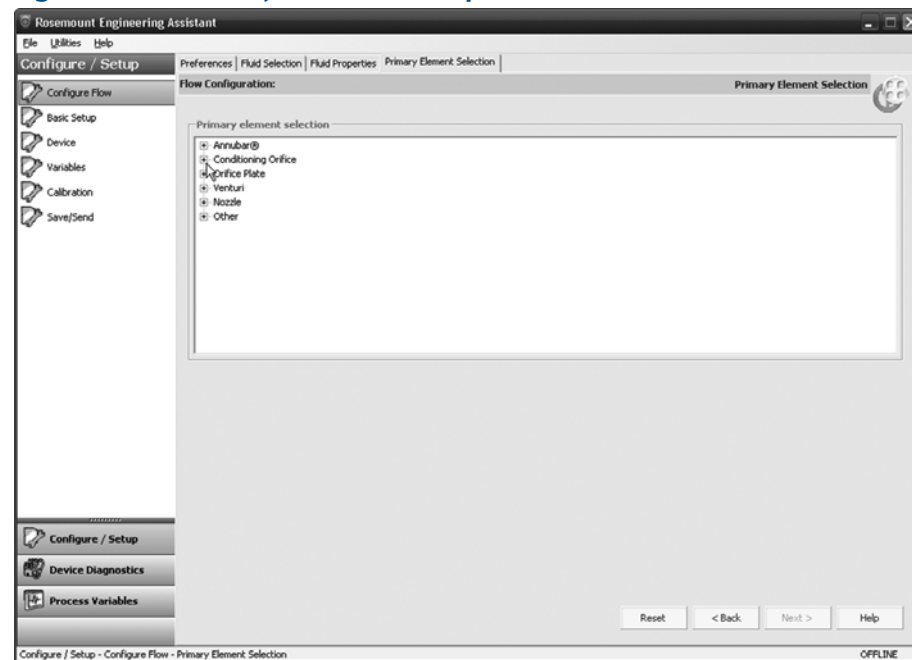 Rosemount Engineering Assistant
File Utilities Help
Configure / Setup
Preferences Fluid Selection Fluid Properties Primary Element Selection
Flow Configuration: Primary Element Selection
Configure Flow
Basic Setup
Device
Variables
Calibration
Save/Send
Primary element selection
Annubar®
Conditioning Orifice
Orifice Plate
Venturi
Nozzle
Other
Configure / Setup
Device Diagnostics
Process Variables
Reset < Back Next > Help
Configure / Setup - Configure Flow - Primary Element Selection OFFLINE